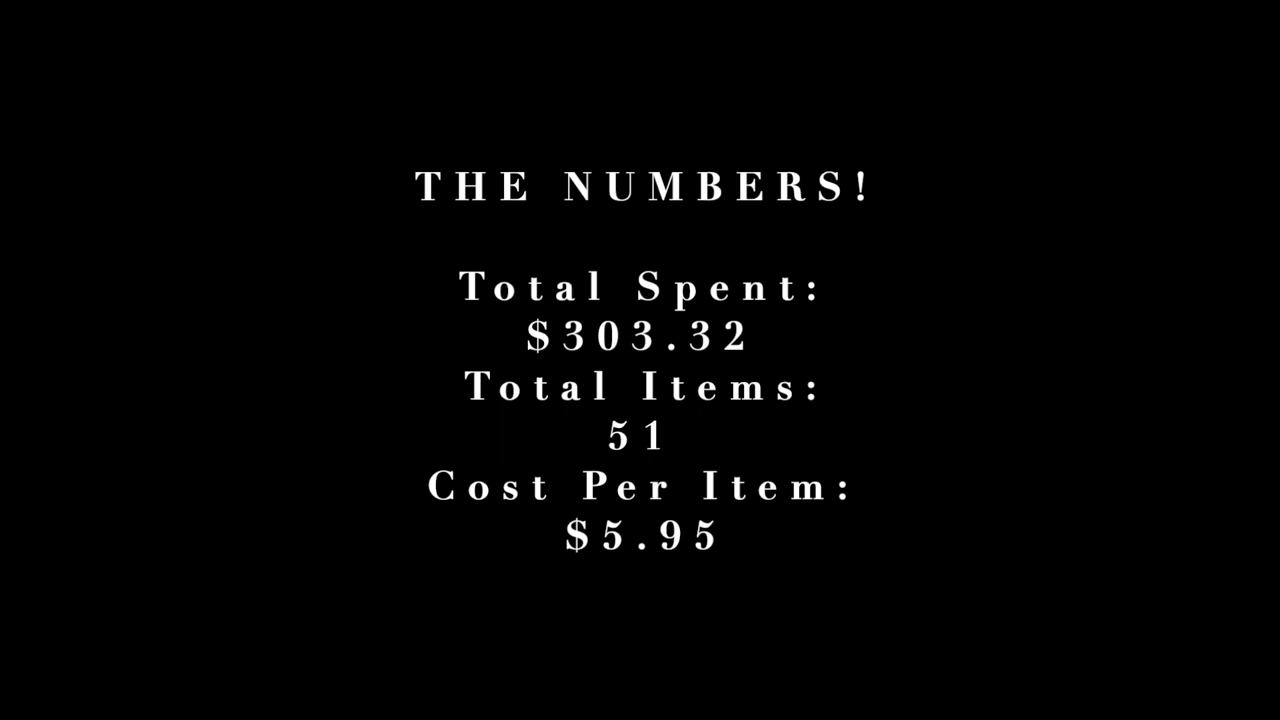 THE NUMBERS!
Total Spent:
$303.32
Total Items:
51
Cost Per Item:
$5.95